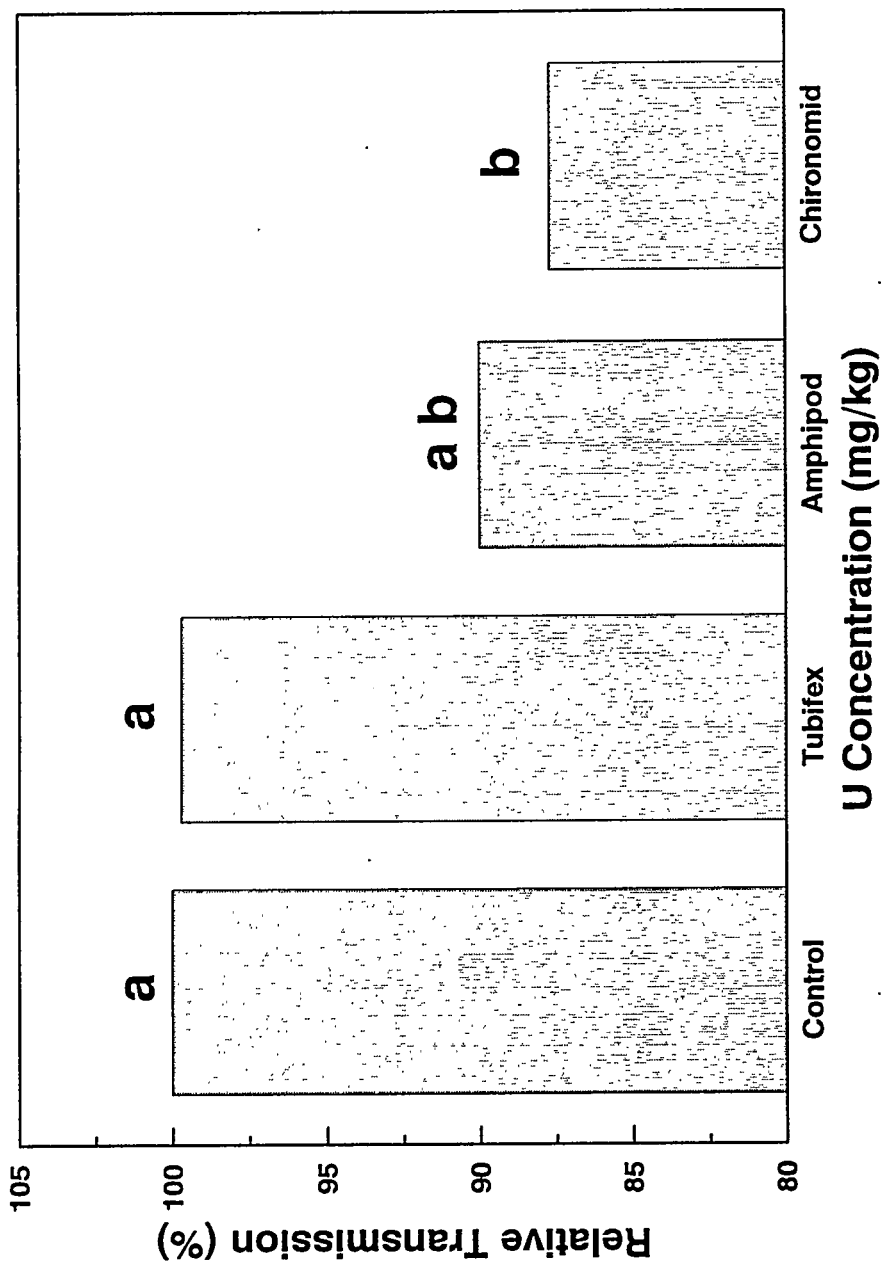 Relative Transmission (%)
105
100
95
90
85
80
a
a
a b
b
Control
Tubifex
Amphipod
Chironomid
U Concentration (mg/kg)